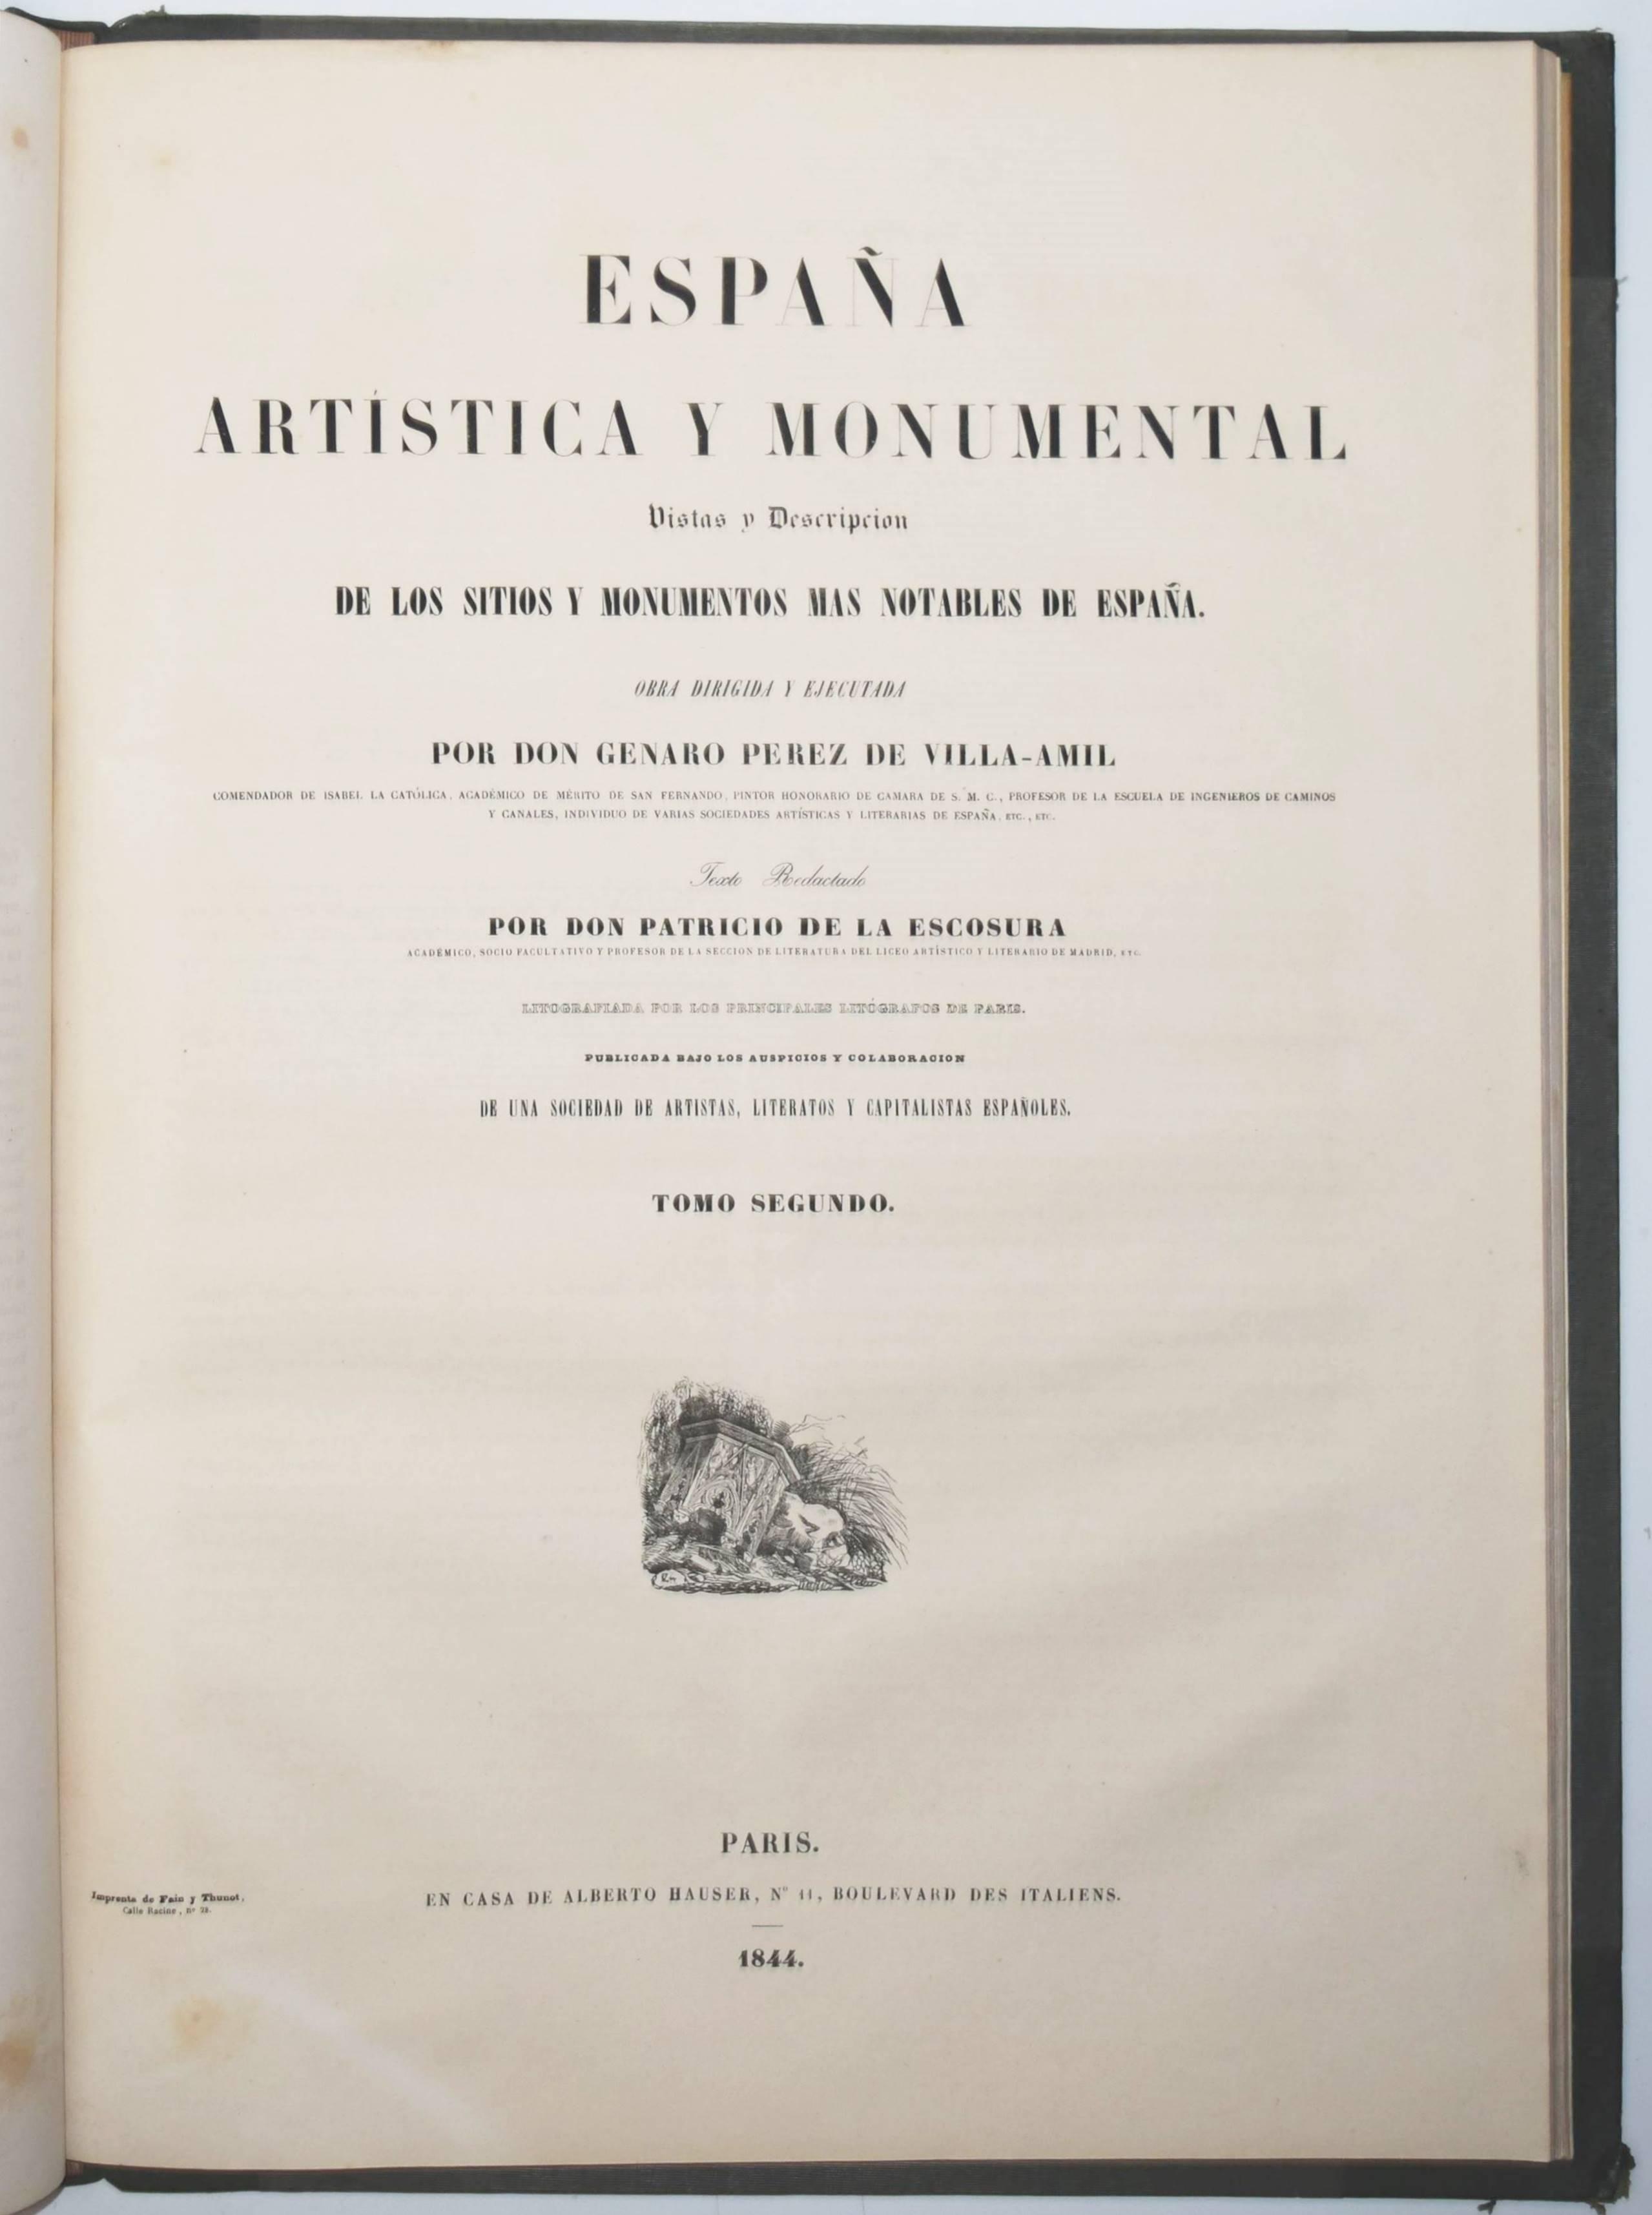 ESPAÑA
ARTÍSTICA Y MONUMENTAL
Vistas y Descripcion
DE LOS SITIOS Y MONUMENTOS MAS NOTABLES DE ESPAÑA.
OBRA DIRIGIDA Y EJECUTADA
POR DON GENARO PEREZ DE VILLA-AMIL
COMENDADOR DE ISABEL LA CATÓLICA, ACADÉMICO DE MÉRITO DE SAN FERNANDO, PINTOR HONORARIO DE CAMARA DE S. M. C., PROFESOR DE LA ESCUELA DE INGENIEROS DE CAMINOS
Y CANALES, INDIVIDUO DE VARIAS SOCIEDADES ARTÍSTICAS Y LITERARIAS DE ESPAÑA, ETC., ETC.
Texto Redactado
POR DON PATRICIO DE LA ESCOSURA
ACADÉMICO, SOCIO FACULTATIVO Y PROFESOR DE LA SECCION DE LITERATURA DEL LICEO ARTÍSTICO Y LITERARIO DE MADRID, ETC.
LITOGRAFIADA POR LOS PRINCIPALES LITÓGRAFOS DE PARIS.
PUBLICADA BAJO LOS AUSPICIOS Y COLABORACION
DE UNA SOCIEDAD DE ARTISTAS, LITERATOS Y CAPITALISTAS ESPAÑOLES.
TOMO SEGUNDO.
PARIS.
EN CASA DE ALBERTO HAUSER, Nº 11, BOULEVARD DES ITALIENS.
1844.
Imprenta de Fain y Thunot,
Calle Racine, nº 28.